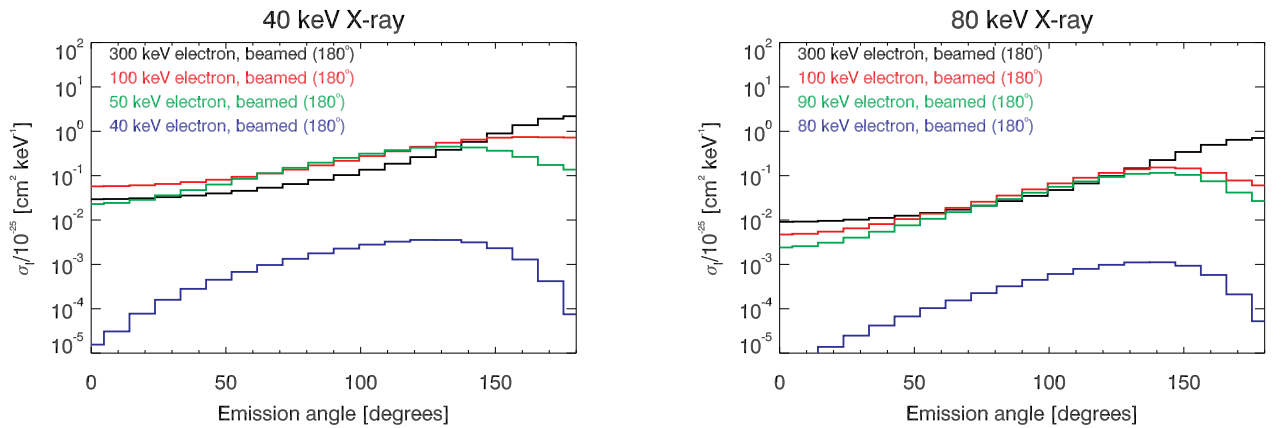 40 keV X-ray
10²
10¹
10⁰
10⁻¹
10⁻²
10⁻³
10⁻⁴
10⁻⁵
σI/10⁻²⁵ [cm² keV⁻¹]
300 keV electron, beamed (180°)
100 keV electron, beamed (180°)
50 keV electron, beamed (180°)
40 keV electron, beamed (180°)
0 50 100 150
Emission angle [degrees]
80 keV X-ray
10²
10¹
10⁰
10⁻¹
10⁻²
10⁻³
10⁻⁴
10⁻⁵
σI/10⁻²⁵ [cm² keV⁻¹]
300 keV electron, beamed (180°)
100 keV electron, beamed (180°)
90 keV electron, beamed (180°)
80 keV electron, beamed (180°)
0 50 100 150
Emission angle [degrees]